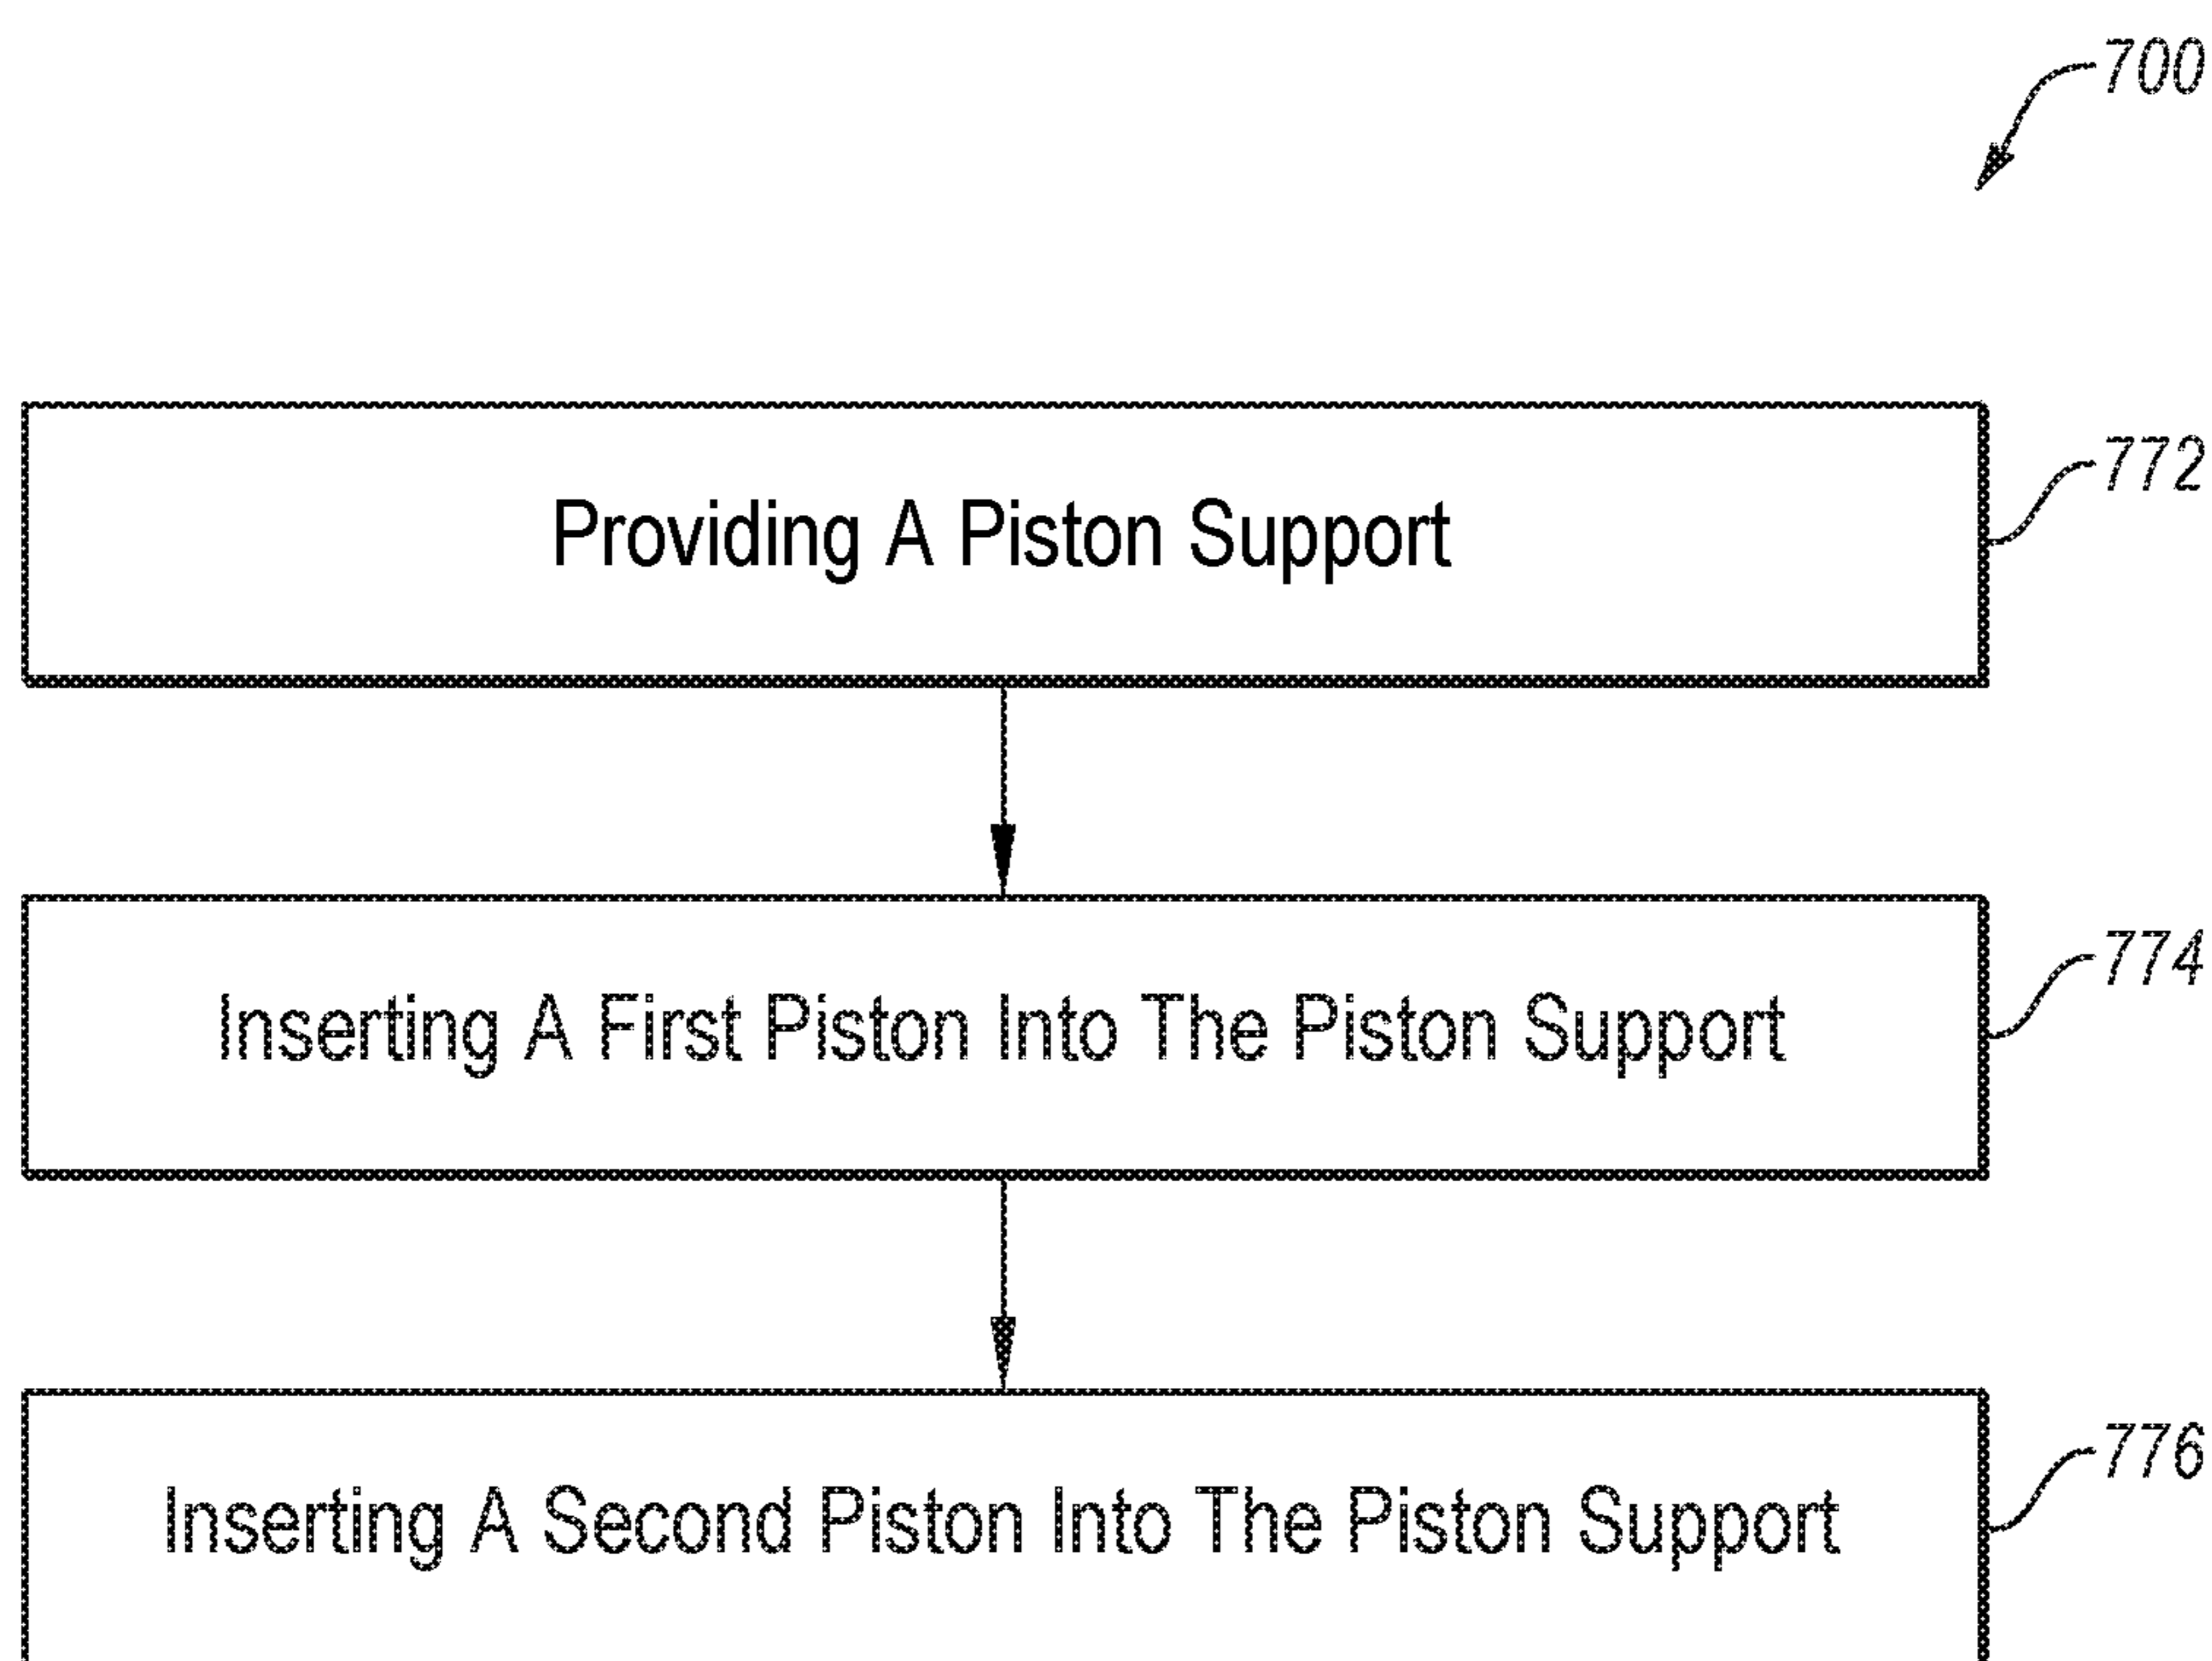 700
Providing A Piston Support
772
Inserting A First Piston Into The Piston Support
774
Inserting A Second Piston Into The Piston Support
776